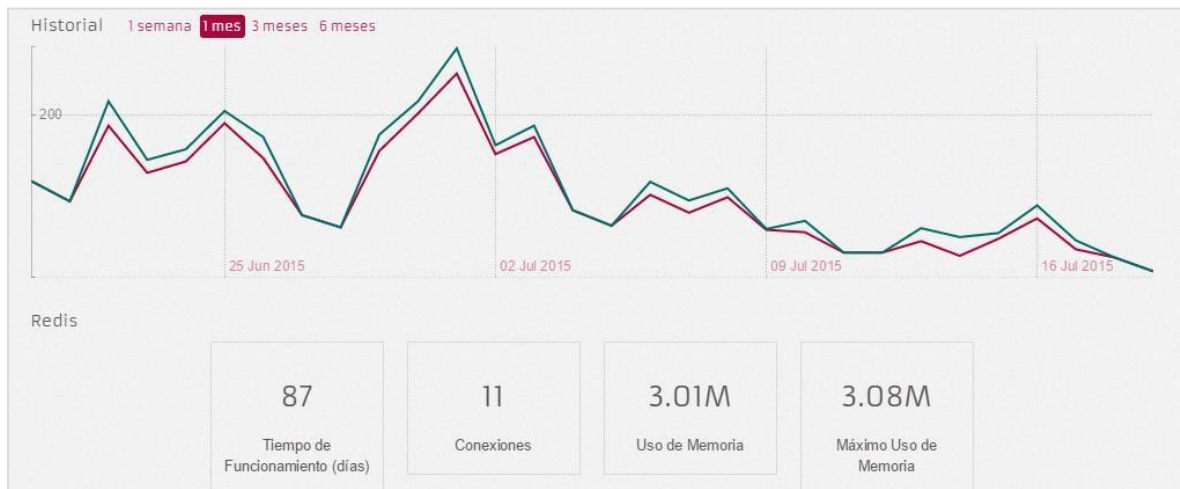 Historial 1 semana 1 mes 3 meses 6 meses
200
25 Jun 2015 02 Jul 2015 09 Jul 2015 16 Jul 2015
Redis
87 11 3.01M 3.08M
Tiempo de Funcionamiento (días)
Conexiones
Uso de Memoria
Máximo Uso de Memoria